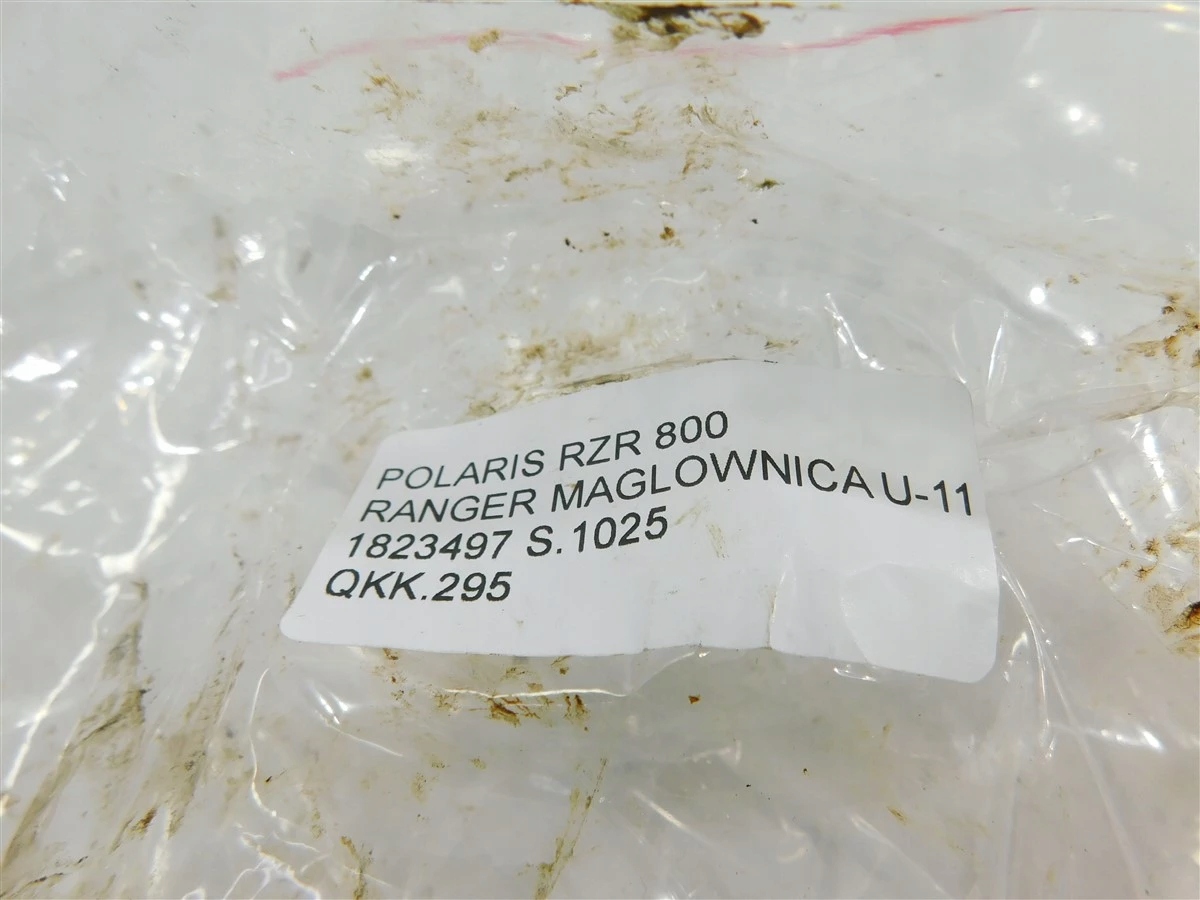 POLARIS RZR 800
RANGER MAGLOWNICA U-11
1823497 S.1025
QKK.295